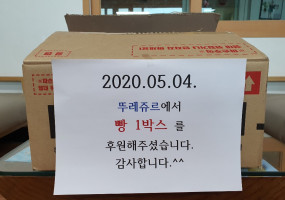 2020.05.04.
뚜레쥬르에서
빵 1박스 를
후원해주셨습니다.
감사합니다.^^